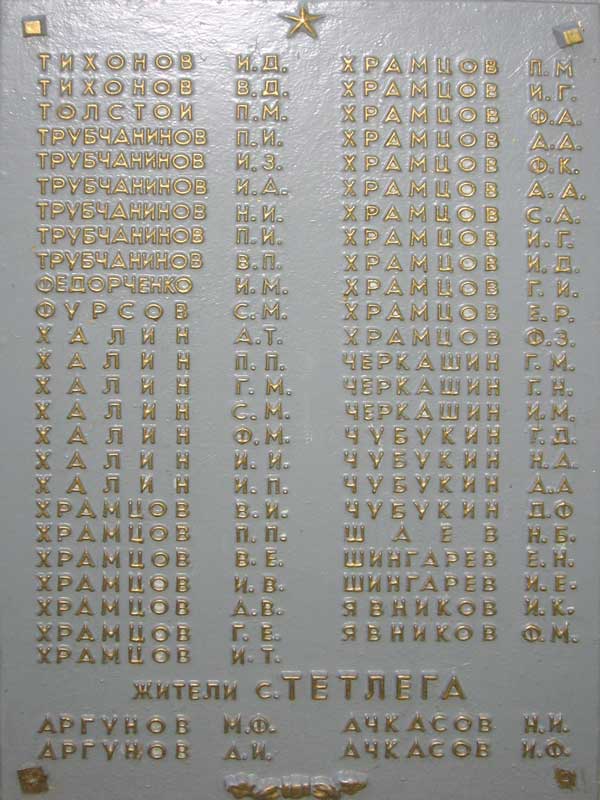 ТИХОНОВ И.Д.
ТИХОНОВ В.Д.
ТОЛСТОЙ П.М.
ТРУБЧАНИНОВ П.И.
ТРУБЧАНИНОВ И.З.
ТРУБЧАНИНОВ И.Д.
ТРУБЧАНИНОВ Н.И.
ТРУБЧАНИНОВ П.И.
ТРУБЧАНИНОВ В.П.
ФЕДОРЧЕНКО И.М.
ФУРСОВ С.М.
ХАЛИН А.Т.
ХАЛИН П.П.
ХАЛИН Г.М.
ХАЛИН С.М.
ХАЛИН Ф.М.
ХАЛИН И.И.
ХАЛИН И.П.
ХРАМЦОВ В.И.
ХРАМЦОВ П.П.
ХРАМЦОВ В.Е.
ХРАМЦОВ И.В.
ХРАМЦОВ А.В.
ХРАМЦОВ Г.Е.
ХРАМЦОВ И.Т.
ХРАМЦОВ П.М
ХРАМЦОВ И.Г.
ХРАМЦОВ Ф.А.
ХРАМЦОВ А.А.
ХРАМЦОВ Ф.К.
ХРАМЦОВ А.А.
ХРАМЦОВ С.А.
ХРАМЦОВ И.Г.
ХРАМЦОВ И.Д.
ХРАМЦОВ Г.И.
ХРАМЦОВ Е.Р.
ХРАМЦОВ Ф.З.
ЧЕРКАШИН Г.М.
ЧЕРКАШИН Г.Н.
ЧЕРКАШИН И.М.
ЧУБУКИН Г.Д.
ЧУБУКИН Н.А.
ЧУБУКИН А.А
ЧУБУКИН Д.Ф
ШАЕВ Н.Б.
ШИНГАРЕВ Е.Н.
ШИНГАРЕВ И.Е.
ЯВНИКОВ И.К.
ЯВНИКОВ Ф.М.
ЖИТЕЛИ С.ТЕТЛЕГА
АРГУНОВ М.Ф.
АРГУНОВ А.И.
АЧКАСОВ Н.И.
АЧКАСОВ И.Ф.